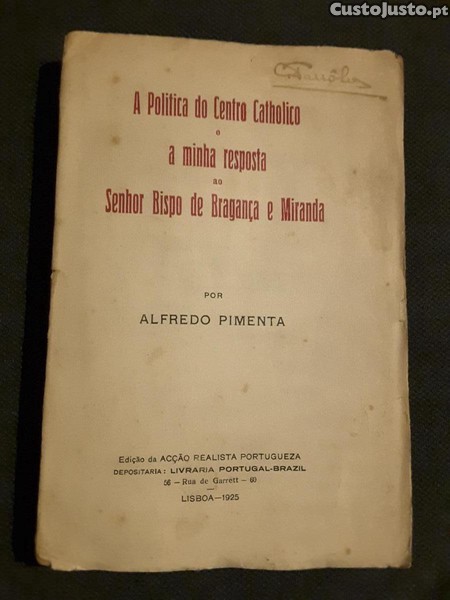 CustoJusto.pt
A Politica do Centro Catholico
e
a minha resposta
ao
Senhor Bispo de Bragança e Miranda
POR
ALFREDO PIMENTA
Edição da ACÇÃO REALISTA PORTUGUEZA
DEPOSITARIA: LIVRARIA PORTUGAL-BRAZIL
56 — Rua de Garrett — 60
LISBOA—1925